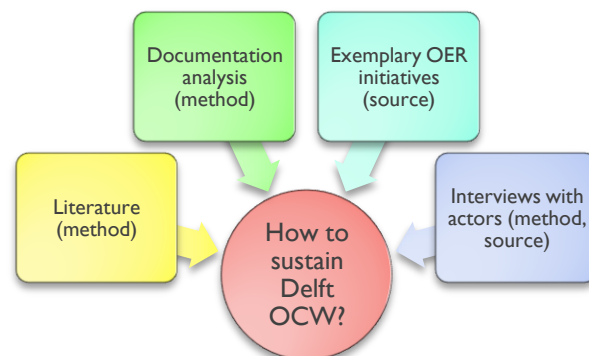 Documentation
analysis
(method)
Exemplary OER
initiatives
(source)
Literature
(method)
Interviews with
actors (method,
source)
How to
sustain
Delft
OCW?